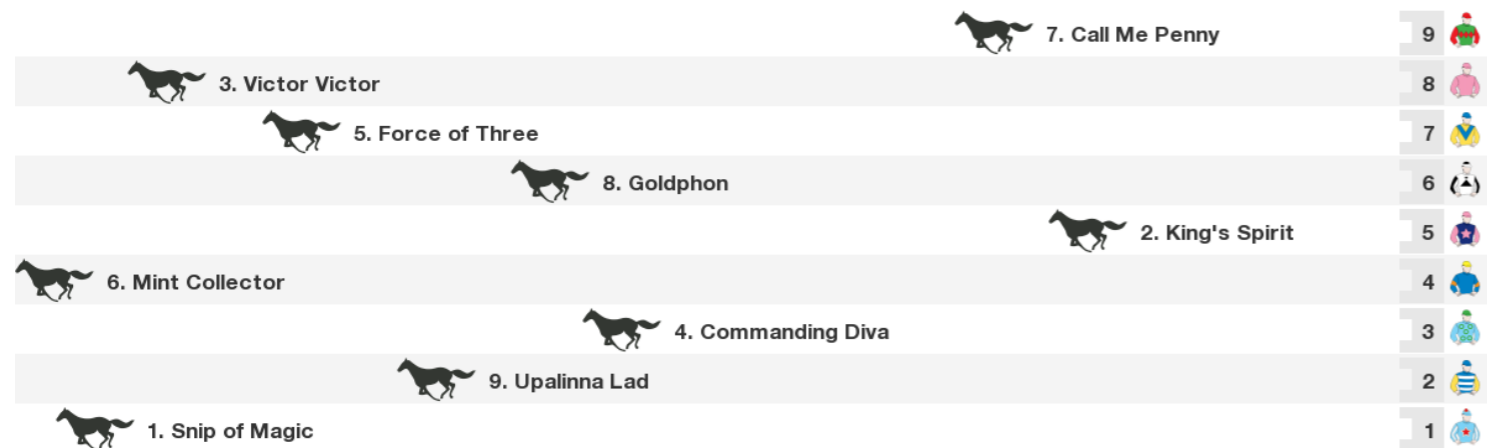 7. Call Me Penny 9
3. Victor Victor 8
5. Force of Three 7
8. Goldphon 6
2. King's Spirit 5
6. Mint Collector 4
4. Commanding Diva 3
9. Upalinna Lad 2
1. Snip of Magic 1